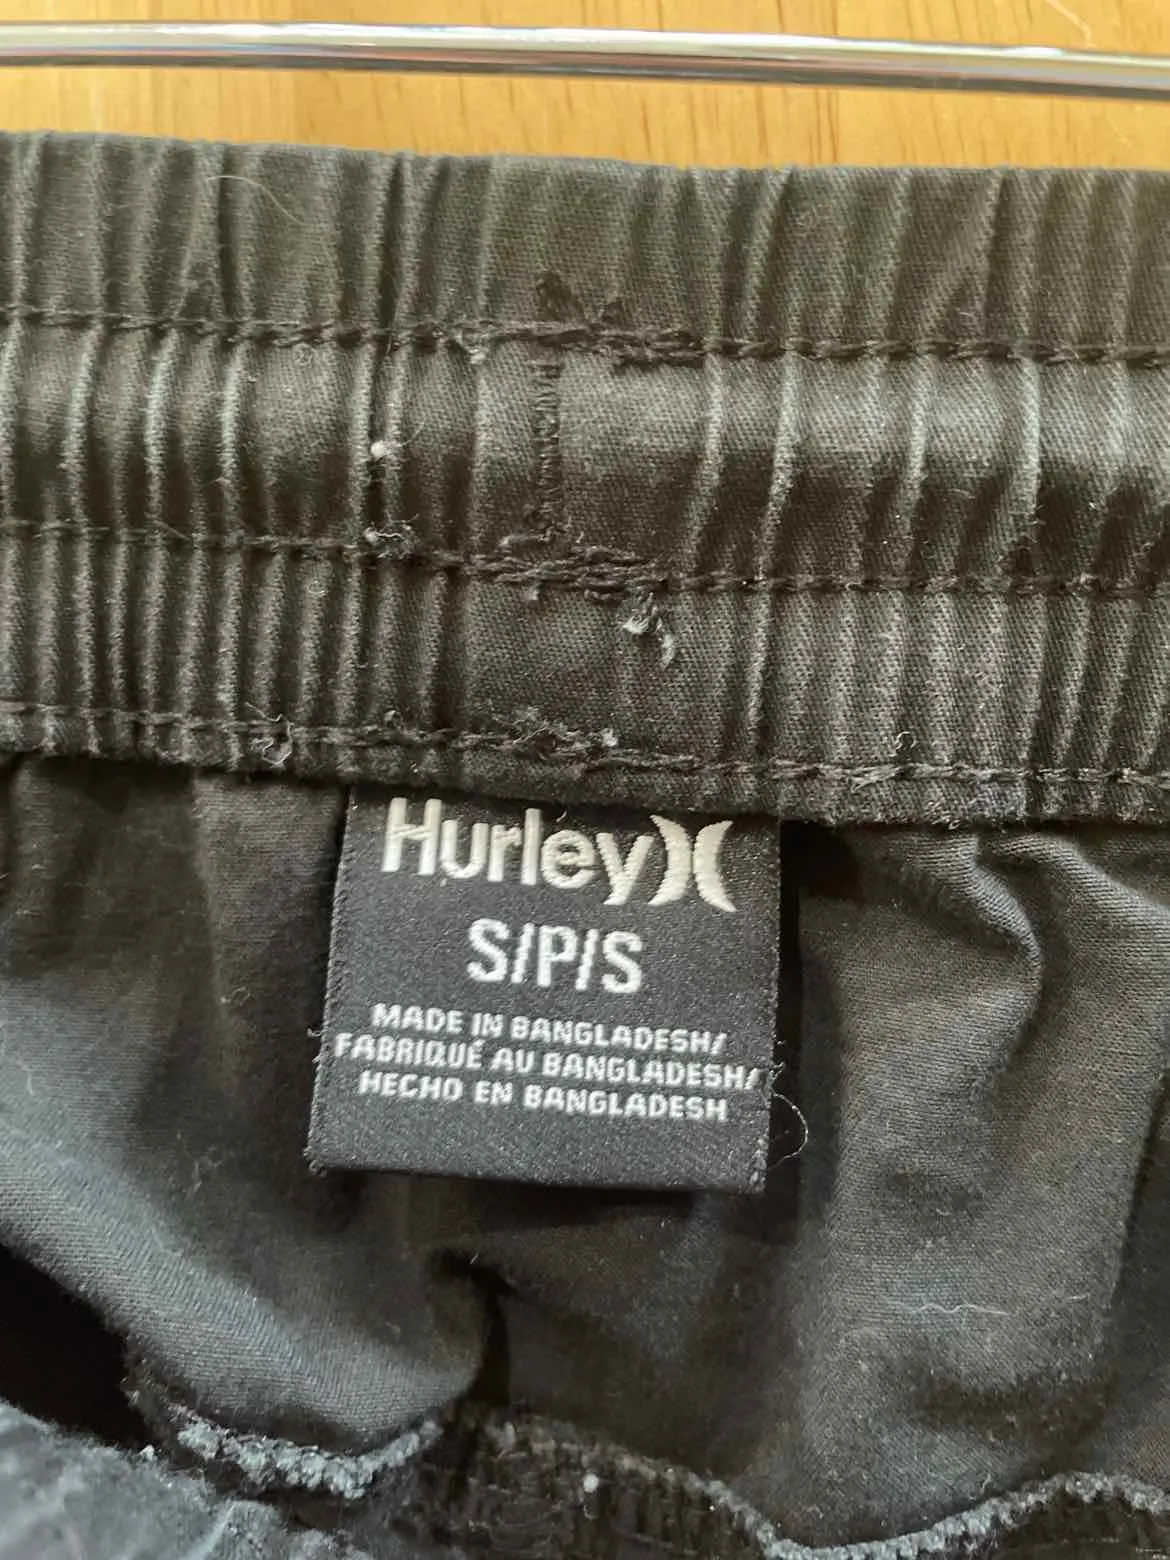 Hurley
S/P/S
MADE IN BANGLADESH/
FABRIQUÉ AU BANGLADESH/
HECHO EN BANGLADESH